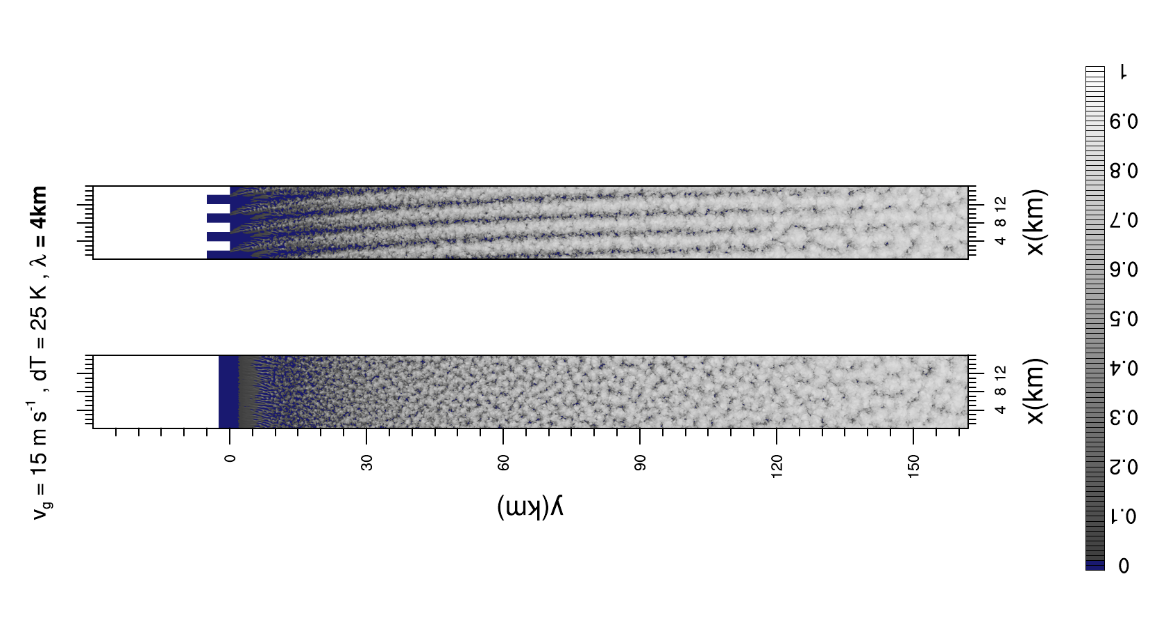 v_g = 15 m s^-1 , dT = 25 K , λ = 4km
4 8 12
x(km)
4 8 12
x(km)
0 30 60 90 120 150
y(km)
1
0.9
0.8
0.7
0.6
0.5
0.4
0.3
0.2
0.1
0